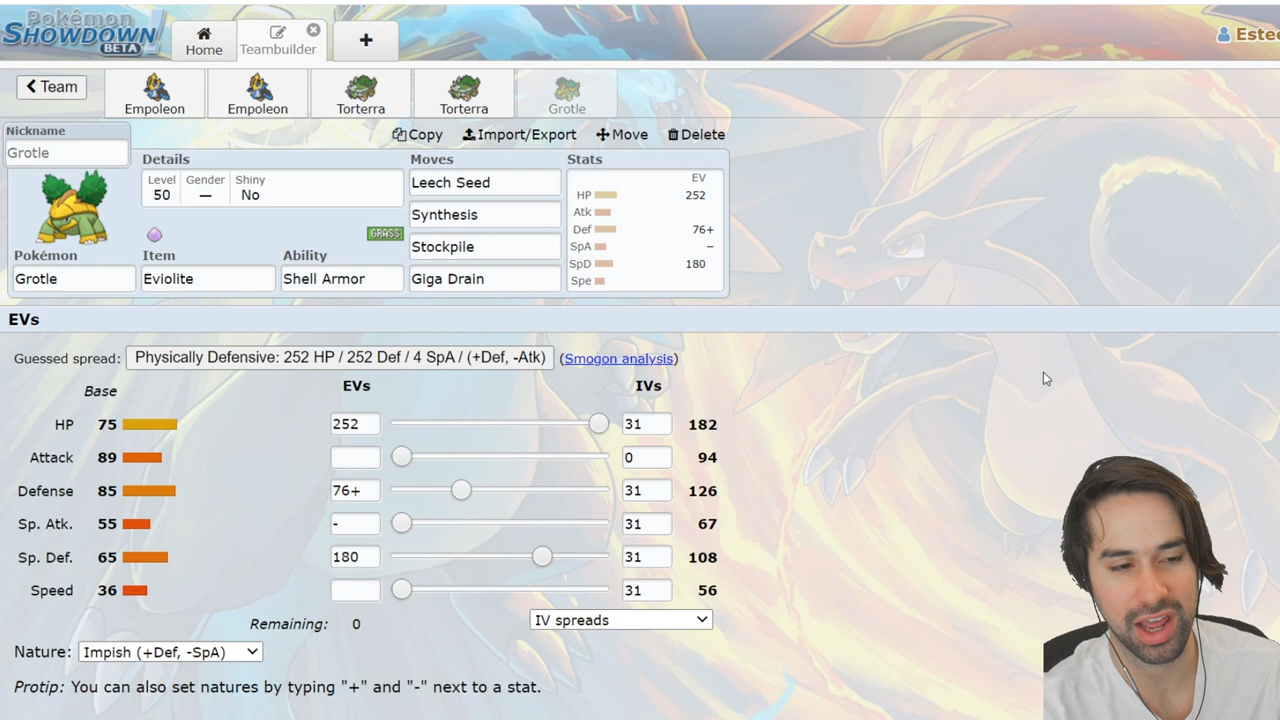 Pokémon
SHOWDOWN
BETA
Home
Teambuilder
+
Estee
Team
Empoleon
Empoleon
Torterra
Torterra
Grotle
Copy
Import/Export
Move
Delete
Nickname
Grotle
Details
Level
50
Gender
—
Shiny
No
GRASS
Pokémon
Grotle
Item
Eviolite
Ability
Shell Armor
Moves
Leech Seed
Synthesis
Stockpile
Giga Drain
Stats
EV
HP 252
Atk
Def 76+
SpA –
SpD 180
Spe
EVs
Guessed spread: Physically Defensive: 252 HP / 252 Def / 4 SpA / (+Def, -Atk) (Smogon analysis)
Base EVs IVs
HP 75 252 31 182
Attack 89 0 94
Defense 85 76+ 31 126
Sp. Atk. 55 - 31 67
Sp. Def. 65 180 31 108
Speed 36 31 56
Remaining: 0 IV spreads
Nature: Impish (+Def, -SpA)
Protip: You can also set natures by typing "+" and "-" next to a stat.